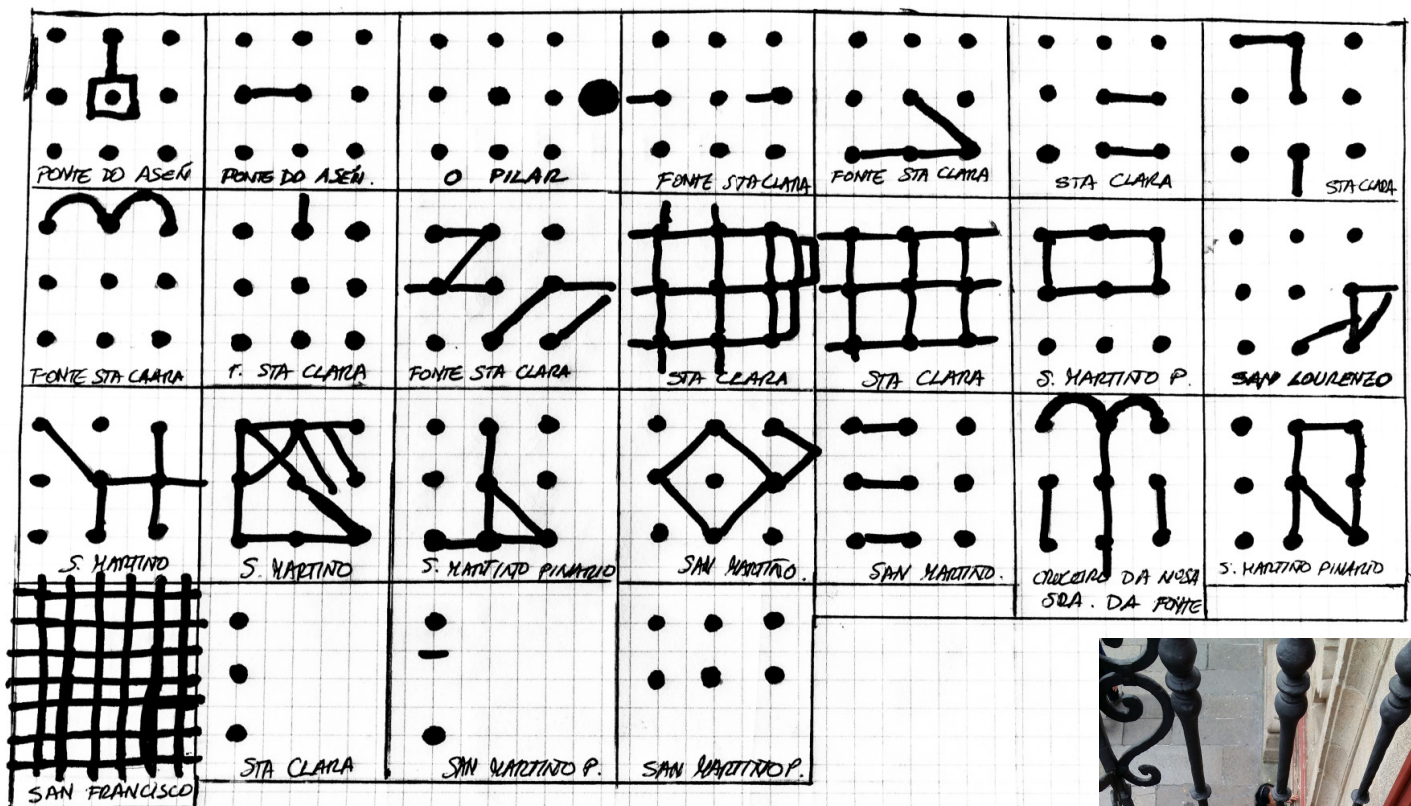 PONTE DO ASEÑ
PONTE DO ASEÑ.
O PILAR
FONTE STA CLARA
FONTE STA CLARA
STA CLARA
STA CLARA
FONTE STA CLARA
F. STA CLARA
FONTE STA CLARA
STA CLARA
STA CLARA
S. MARTIÑO P.
SAN LOURENZO
S. MARTIÑO
S. MARTIÑO
S. MARTIÑO PINARIO
SAN MARTIÑO.
SAN MARTIÑO.
CRUCEIRO DA NOSA
SRA. DA FONTE
S. MARTIÑO PINARIO
SAN FRANCISCO
STA CLARA
SAN MARTIÑO P.
SAN MARTIÑO P.